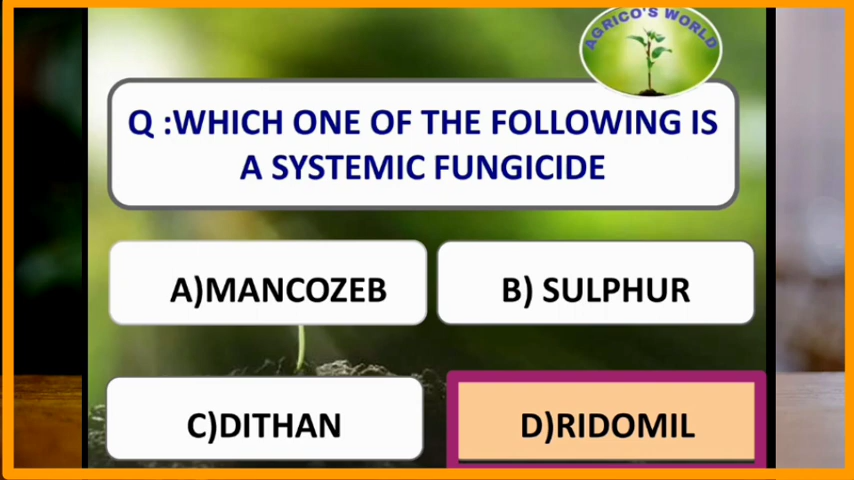 AGRICO'S WORLD
Q :WHICH ONE OF THE FOLLOWING IS
A SYSTEMIC FUNGICIDE
A)MANCOZEB
B) SULPHUR
C)DITHAN
D)RIDOMIL